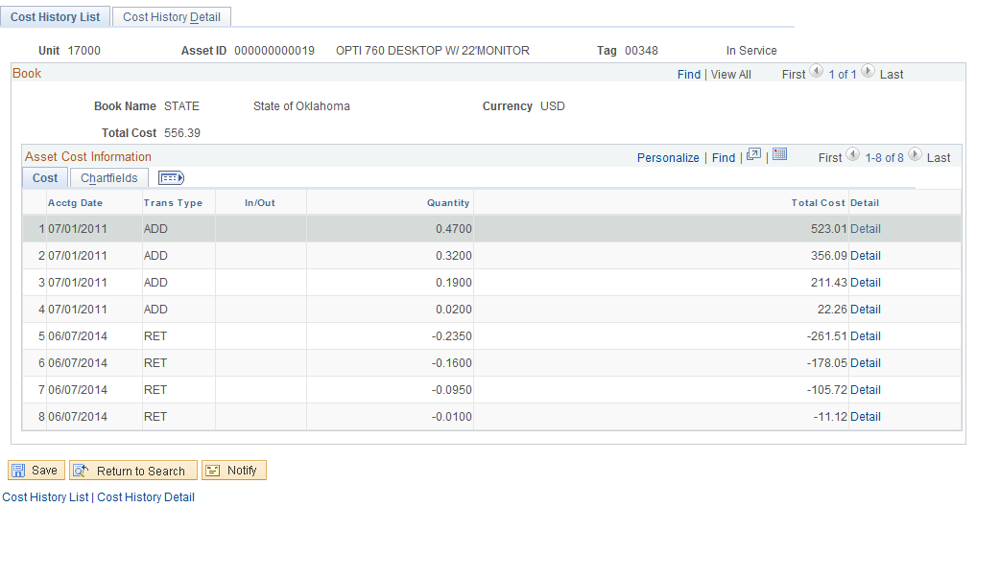 Cost History List Cost History Detail
Unit 17000 Asset ID 000000000019 OPTI 760 DESKTOP W/ 22'MONITOR Tag 00348 In Service
Book Find | View All First 1 of 1 Last
Book Name STATE State of Oklahoma Currency USD
Total Cost 556.39
Asset Cost Information Personalize | Find | | First 1-8 of 8 Last
Cost Chartfields
Acctg Date Trans Type In/Out Quantity Total Cost Detail
1 07/01/2011 ADD 0.4700 523.01 Detail
2 07/01/2011 ADD 0.3200 356.09 Detail
3 07/01/2011 ADD 0.1900 211.43 Detail
4 07/01/2011 ADD 0.0200 22.26 Detail
5 06/07/2014 RET -0.2350 -261.51 Detail
6 06/07/2014 RET -0.1600 -178.05 Detail
7 06/07/2014 RET -0.0950 -105.72 Detail
8 06/07/2014 RET -0.0100 -11.12 Detail
Save Return to Search Notify
Cost History List | Cost History Detail